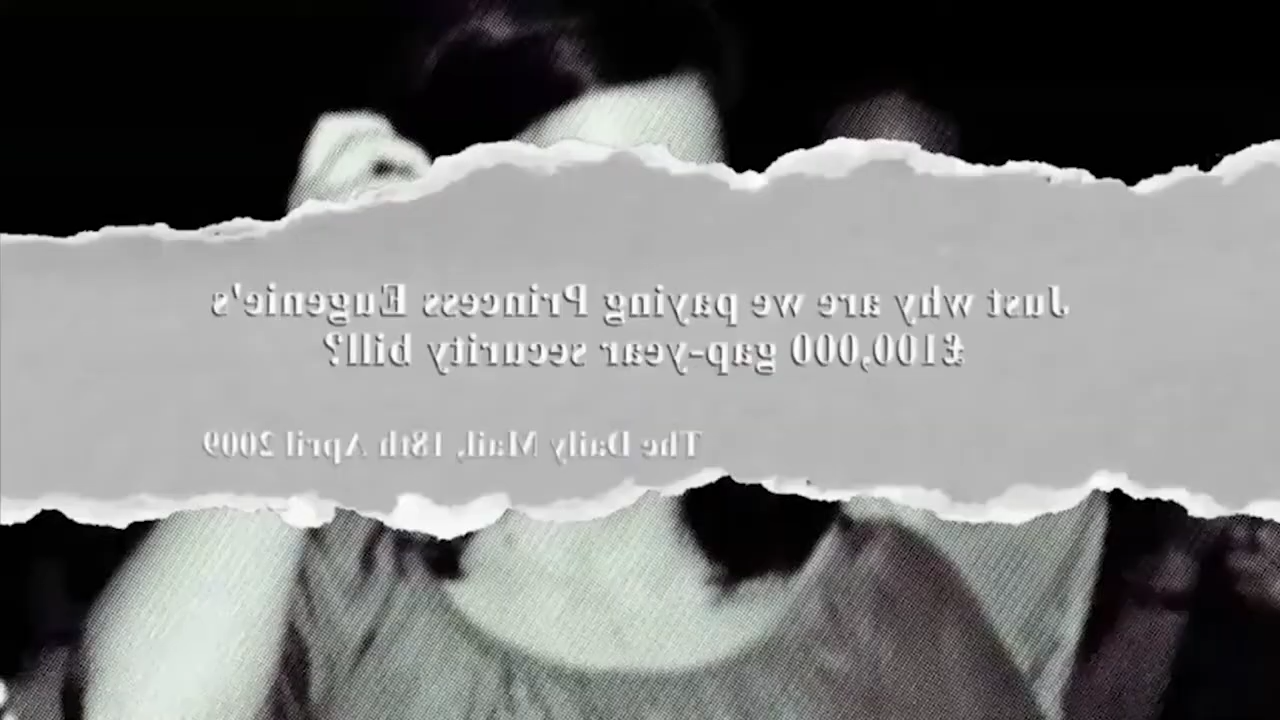 Just why are we paying Princess Eugenie's
£100,000 gap-year security bill?
The Daily Mail, 18th April 2009